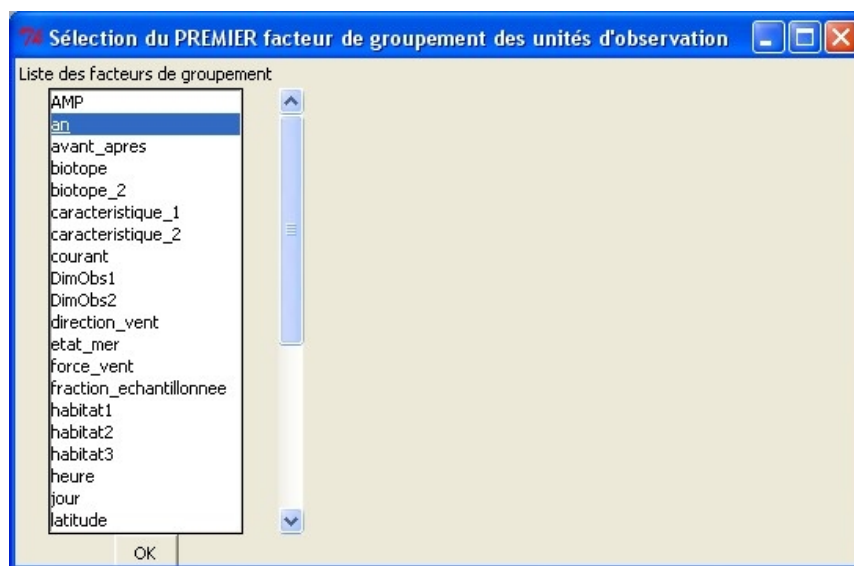 Sélection du PREMIER facteur de groupement des unités d'observation
Liste des facteurs de groupement
AMP
an
avant_apres
biotope
biotope_2
caracteristique_1
caracteristique_2
courant
DimObs1
DimObs2
direction_vent
etat_mer
force_vent
fraction_echantillonnee
habitat1
habitat2
habitat3
heure
jour
latitude
OK